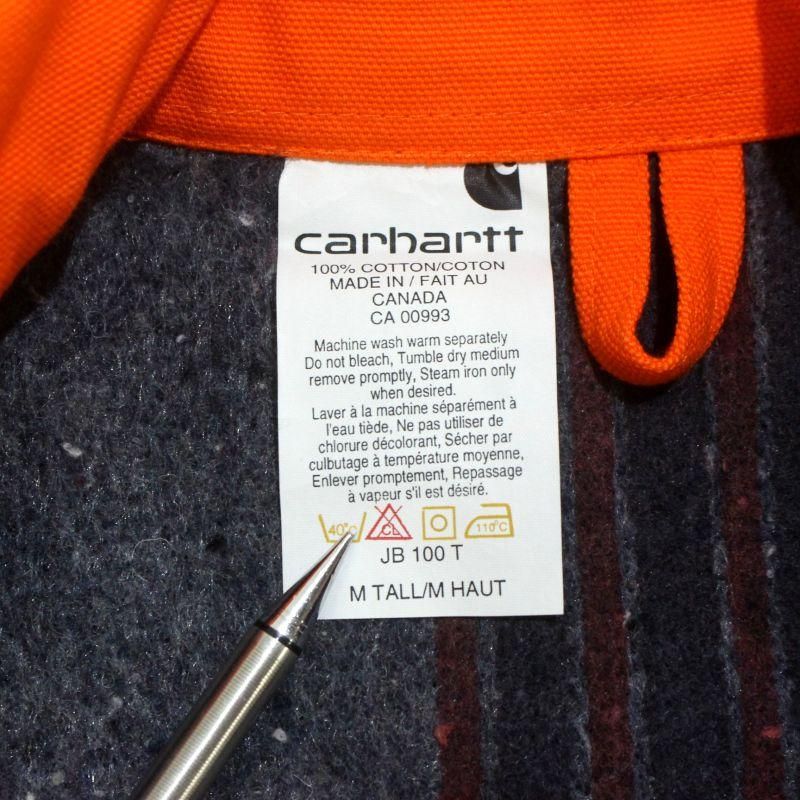 carhartt
100% COTTON/COTON
MADE IN / FAIT AU
CANADA
CA 00993
Machine wash warm separately
Do not bleach, Tumble dry medium
remove promptly, Steam iron only
when desired.
Laver à la machine séparément à
l'eau tiède, Ne pas utiliser de
chlorure décolorant, Sécher par
culbutage à température moyenne,
Enlever promptement, Repassage
à vapeur s'il est désiré.
40°C CL 110°C
JB 100 T
M TALL/M HAUT